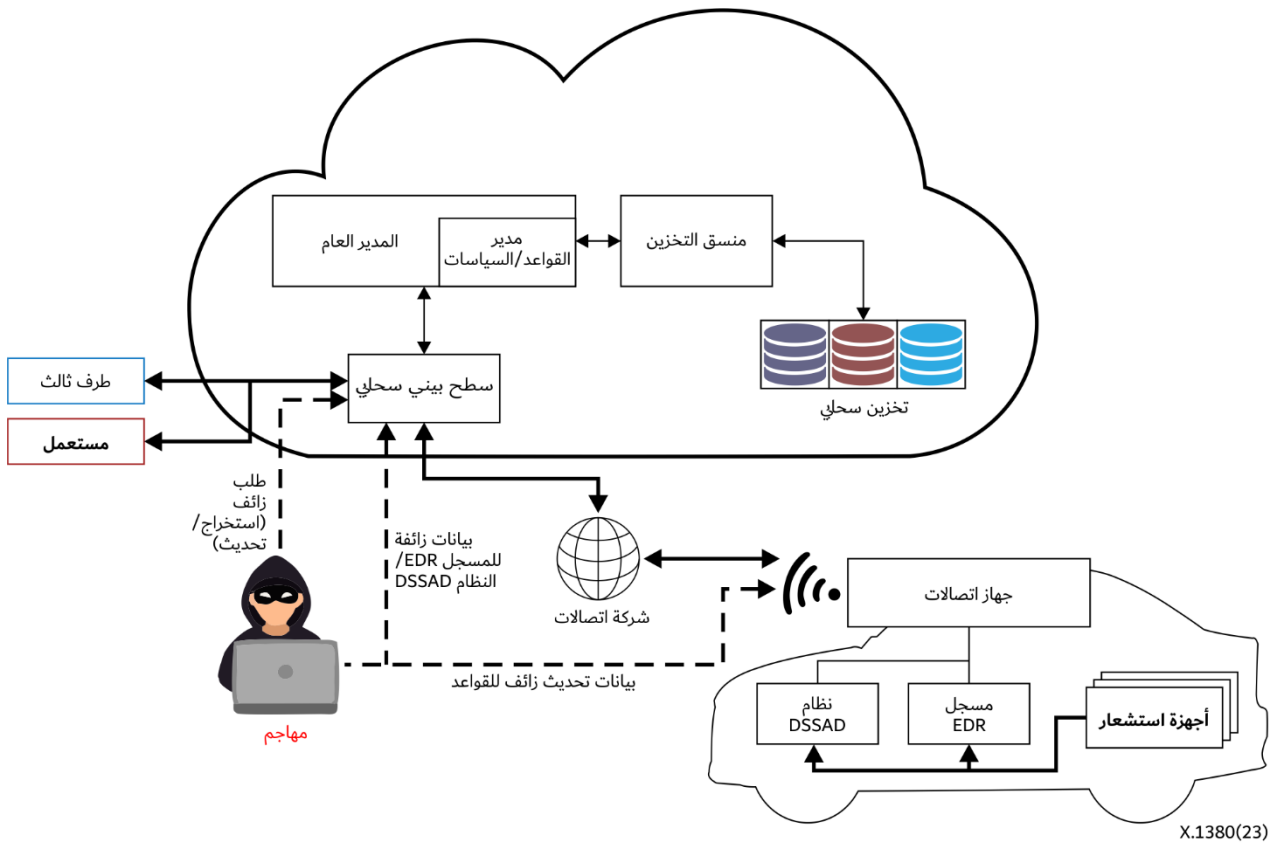 المدير العام
مدير
القواعد/السياسات
منسق التخزين
تخزين سحابي
سطح بيني سحابي
طرف ثالث
مستعمل
طلب
زائف
(استخراج/
تحديث)
بيانات زائفة
للمسجل EDR/
النظام DSSAD
شركة اتصالات
جهاز اتصالات
بيانات تحديث زائف للقواعد
مهاجم
نظام
DSSAD
مسجل
EDR
أجهزة استشعار
X.1380(23)